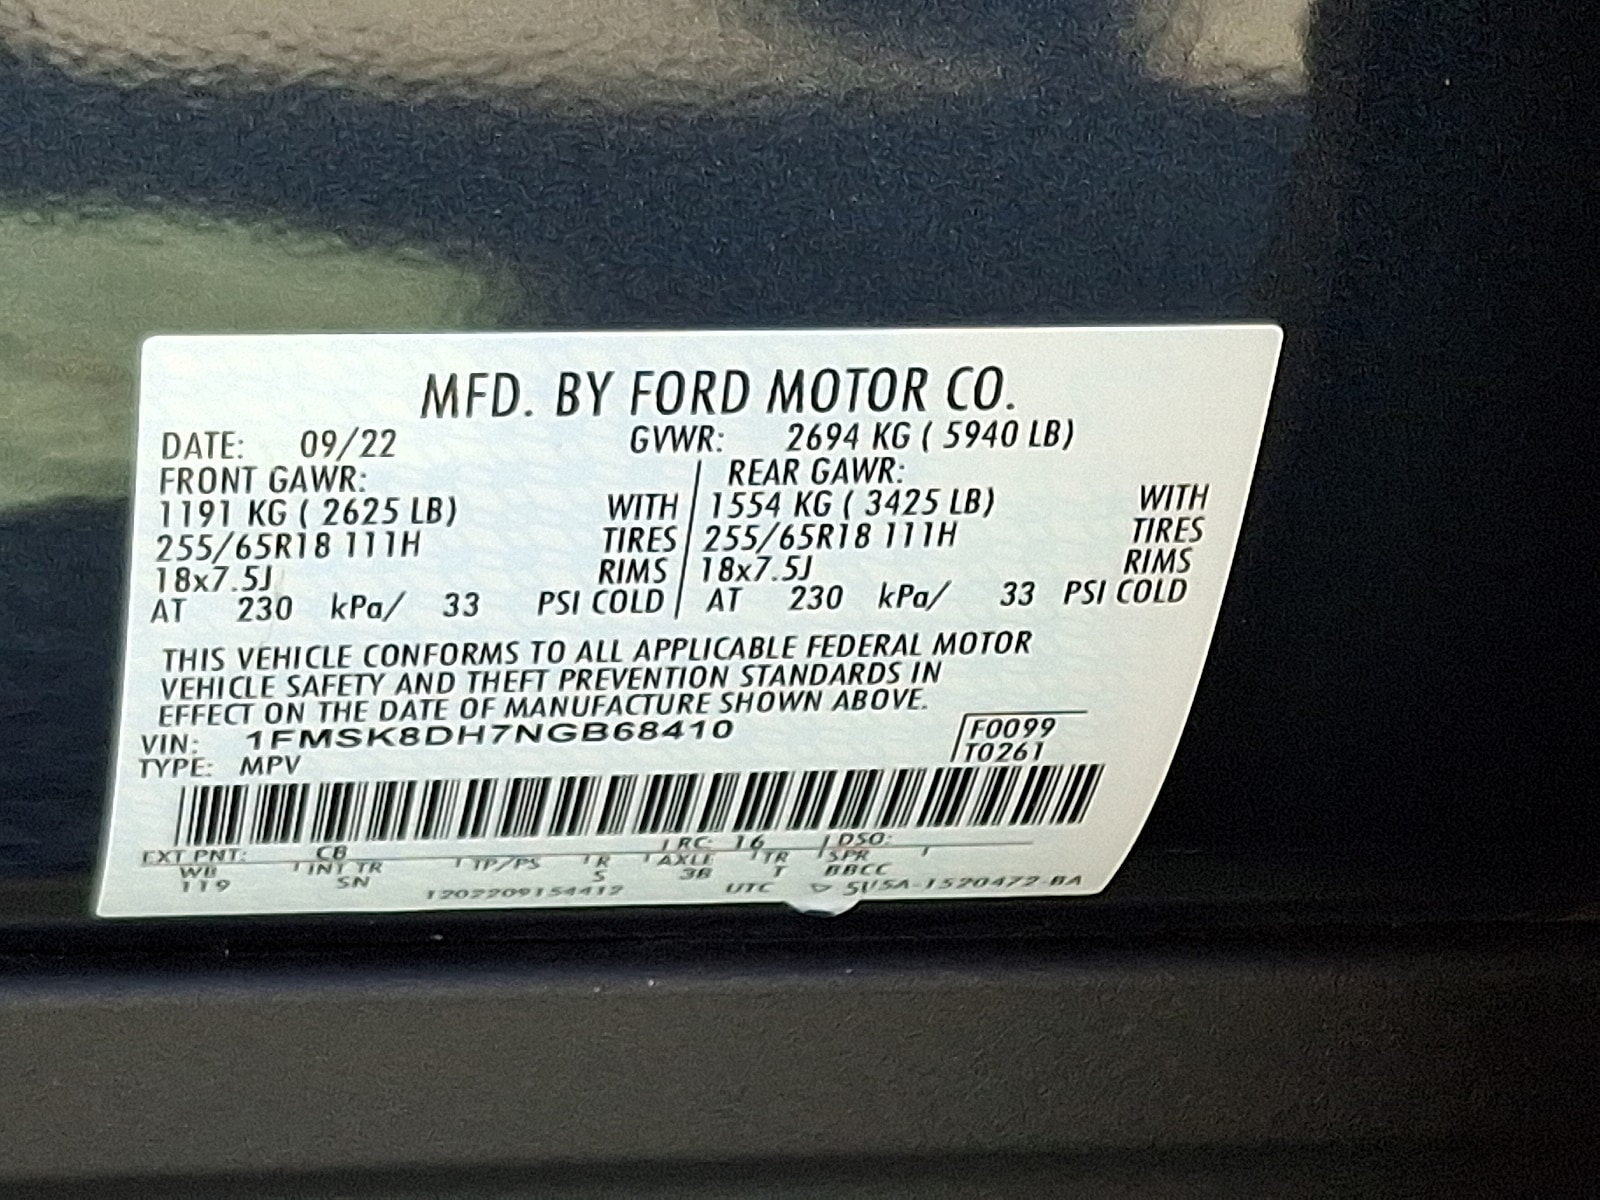 MFD. BY FORD MOTOR CO.
DATE: 09/22 GVWR: 2694 KG ( 5940 LB)
FRONT GAWR: REAR GAWR:
1191 KG ( 2625 LB) WITH 1554 KG ( 3425 LB) WITH
255/65R18 111H TIRES 255/65R18 111H TIRES
18x7.5J RIMS 18x7.5J RIMS
AT 230 kPa/ 33 PSI COLD AT 230 kPa/ 33 PSI COLD
THIS VEHICLE CONFORMS TO ALL APPLICABLE FEDERAL MOTOR
VEHICLE SAFETY AND THEFT PREVENTION STANDARDS IN
EFFECT ON THE DATE OF MANUFACTURE SHOWN ABOVE.
VIN: 1FMSK8DH7NGB68410 F0099
TYPE: MPV T0261
EXT PNT: CB RC: 16 DSO:
WB INT TR TP/PS R AXLE TR SPR
119 SN S 3B T BBCC
1202209154412 UTC 5U5A-1520472-BA